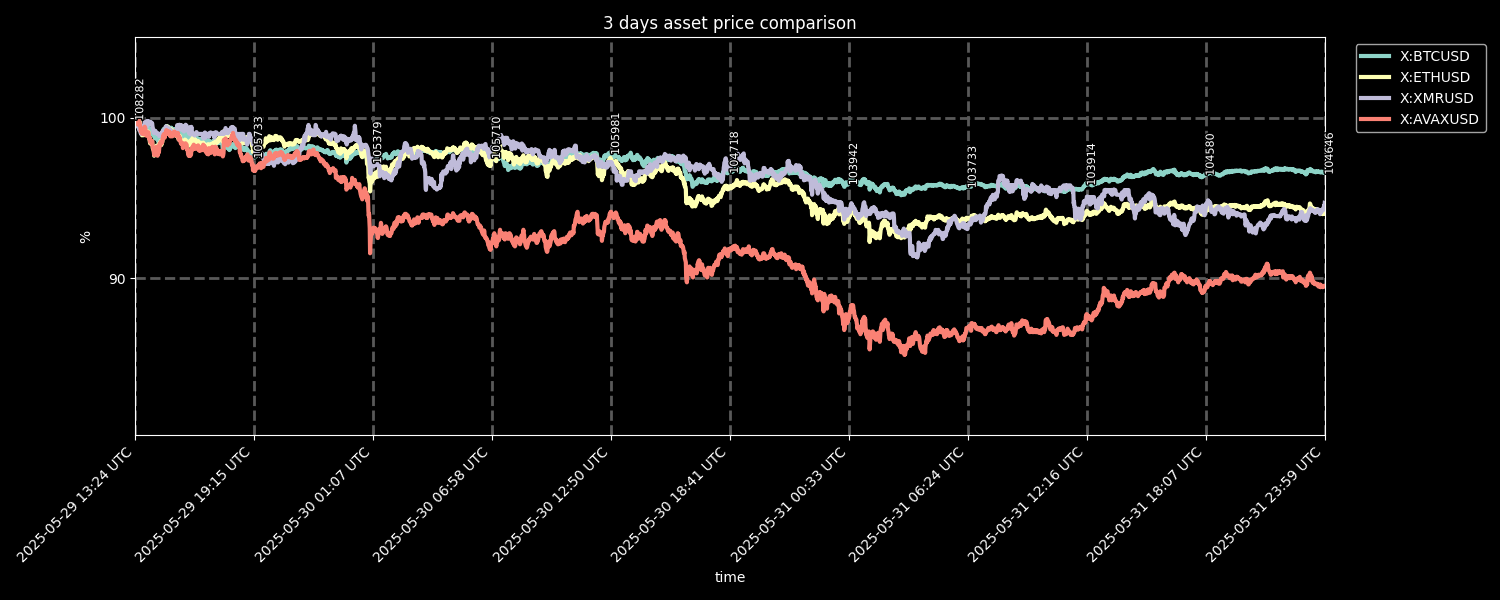 3 days asset price comparison
X:BTCUSD
X:ETHUSD
X:XMRUSD
X:AVAXUSD
100
90
%
108282
105733
105379
105710
105981
104718
103942
103733
103914
104580
104646
2025-05-29 13:24 UTC
2025-05-29 19:15 UTC
2025-05-30 01:07 UTC
2025-05-30 06:58 UTC
2025-05-30 12:50 UTC
2025-05-30 18:41 UTC
2025-05-31 00:33 UTC
2025-05-31 06:24 UTC
2025-05-31 12:16 UTC
2025-05-31 18:07 UTC
2025-05-31 23:59 UTC
time